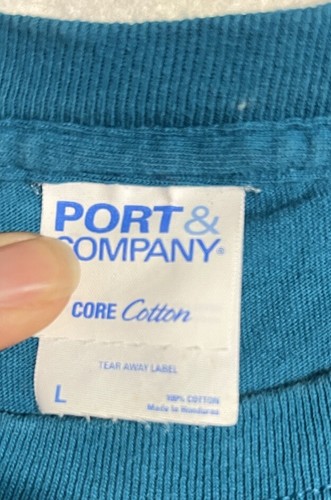 PORT &
COMPANY®
CORE Cotton
TEAR AWAY LABEL
L
100% COTTON
Made in Honduras